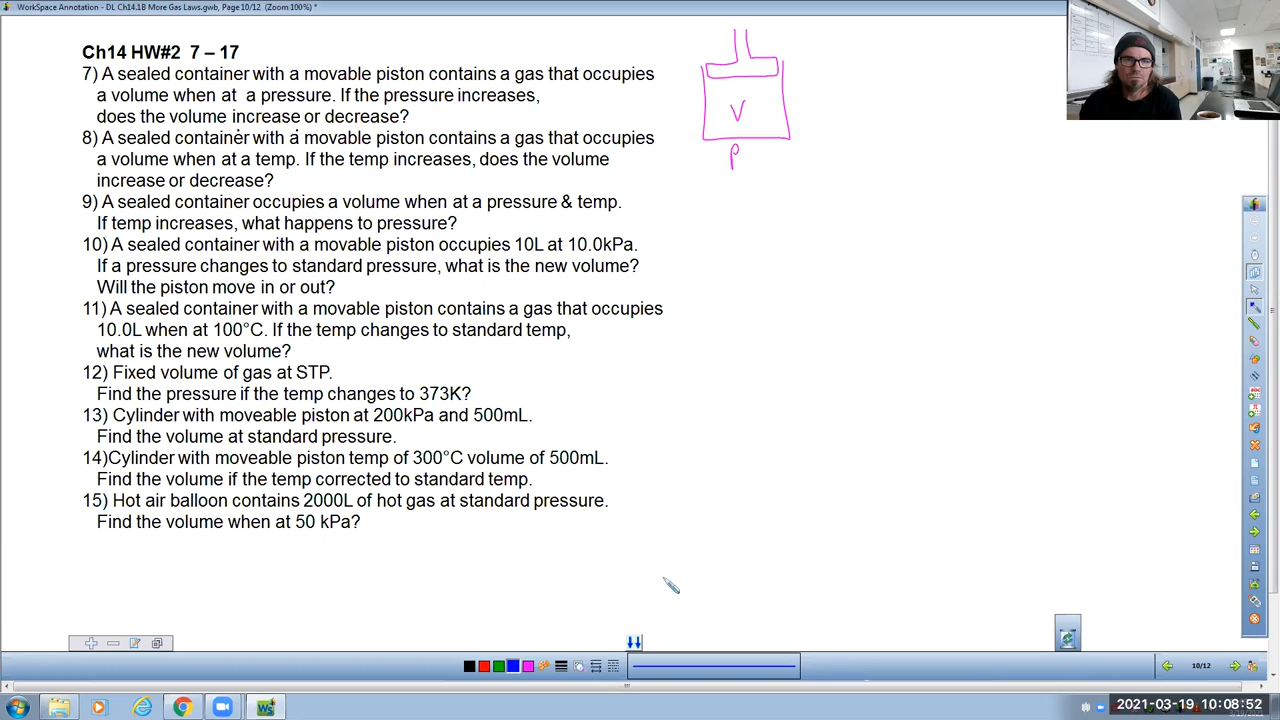 WorkSpace Annotation - DL Ch14.1B More Gas Laws.gwb, Page 10/12 (Zoom 100%) *
Ch14 HW#2 7 – 17
7) A sealed container with a movable piston contains a gas that occupies
a volume when at a pressure. If the pressure increases,
does the volume increase or decrease?
8) A sealed container with a movable piston contains a gas that occupies
a volume when at a temp. If the temp increases, does the volume
increase or decrease?
9) A sealed container occupies a volume when at a pressure & temp.
If temp increases, what happens to pressure?
10) A sealed container with a movable piston occupies 10L at 10.0kPa.
If a pressure changes to standard pressure, what is the new volume?
Will the piston move in or out?
11) A sealed container with a movable piston contains a gas that occupies
10.0L when at 100°C. If the temp changes to standard temp,
what is the new volume?
12) Fixed volume of gas at STP.
Find the pressure if the temp changes to 373K?
13) Cylinder with moveable piston at 200kPa and 500mL.
Find the volume at standard pressure.
14)Cylinder with moveable piston temp of 300°C volume of 500mL.
Find the volume if the temp corrected to standard temp.
15) Hot air balloon contains 2000L of hot gas at standard pressure.
Find the volume when at 50 kPa?
V
P
10/12
2021-03-19 10:08:52